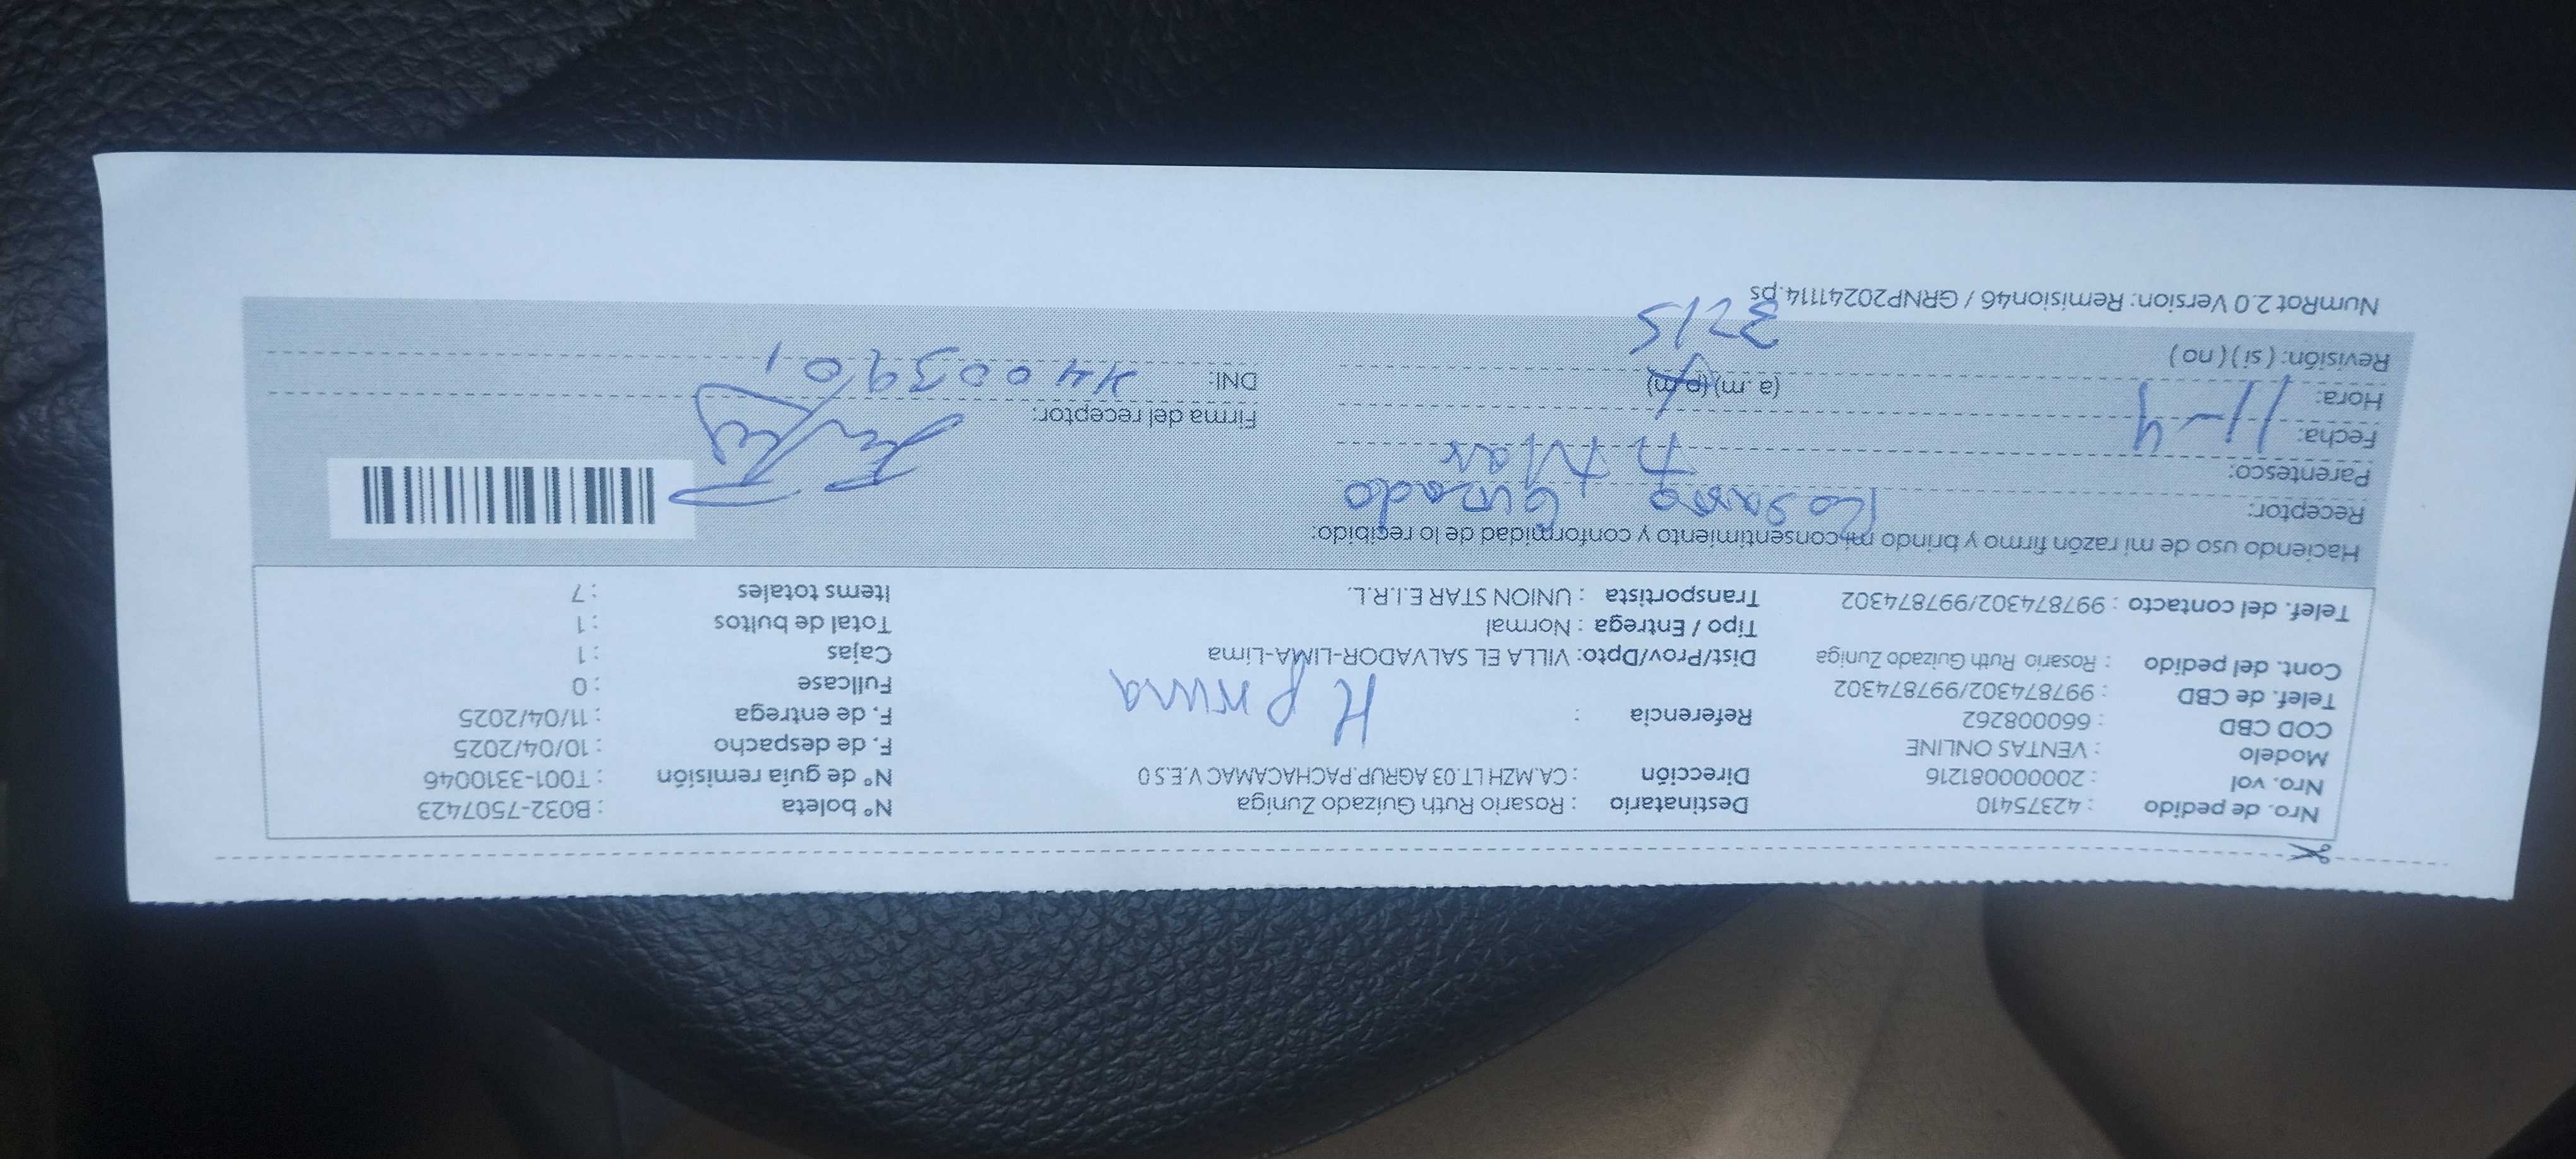 Nro. de pedido : 42375410 Destinatario : Rosario Ruth Guizado Zuniga N° boleta : B032-7507423
Nro. vol : 2000000081216 Dirección : CA.MZH LT 03 AGRUP.PACHACAMAC V.E.S 0 N° de guía remisión : T001-3310046
Modelo : VENTAS ONLINE F. de despacho : 10/04/2025
COD CBD : 660008262 Referencia : F. de entrega : 11/04/2025
Telef. de CBD : 997874302/997874302 Fullcase : 0
Cont. del pedido : Rosario Ruth Guizado Zuniga Dist/Prov/Dpto: VILLA EL SALVADOR-LIMA-Lima Cajas : 1
Tipo / Entrega : Normal Total de bultos : 1
Telef. del contacto : 997874302/997874302 Transportista : UNION STAR E.I.R.L. Items totales : 7
Haciendo uso de mi razón firmo y brindo mi consentimiento y conformidad de lo recibido:
Receptor: Rosario Guizado
Parentesco:
Fecha: 11-4 Firma del receptor:
Hora: (a. m) (p. m) DNI:
Revisión: ( si ) ( no )
3215
NumRot 2.0 Version: Remision46 / GRNP20241114.ps